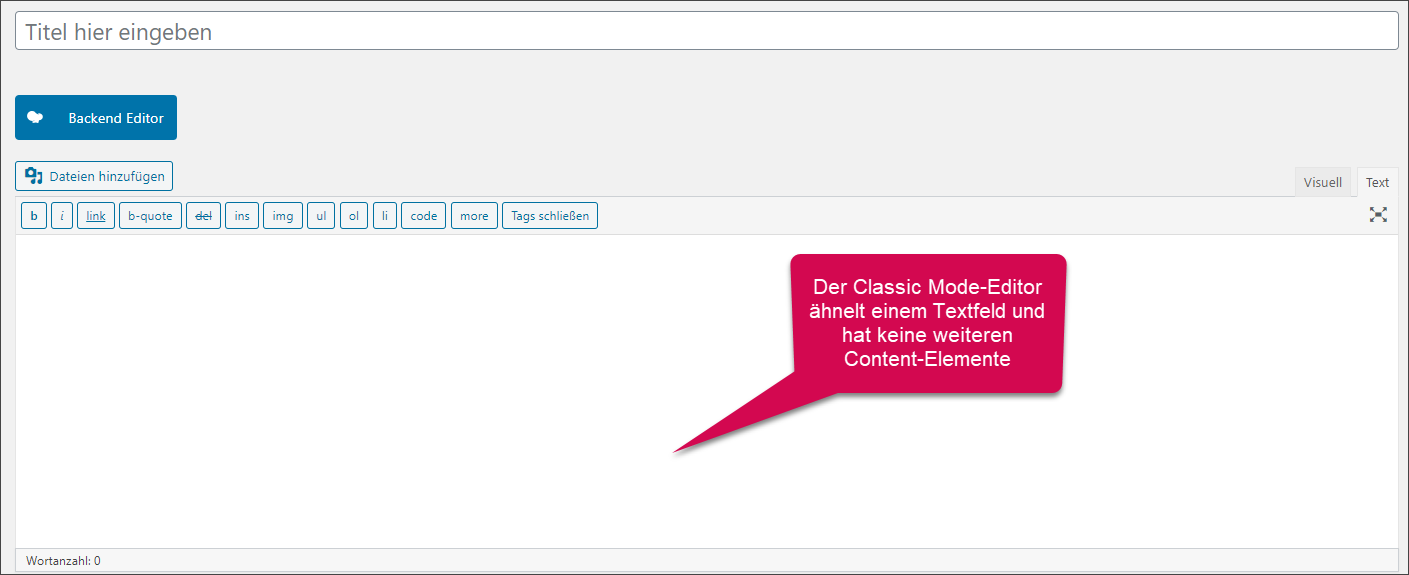 Titel hier eingeben
Backend Editor
Dateien hinzufügen
Visuell Text
b i link b-quote del ins img ul ol li code more Tags schließen
Der Classic Mode-Editor
ähnelt einem Textfeld und
hat keine weiteren
Content-Elemente
Wortanzahl: 0